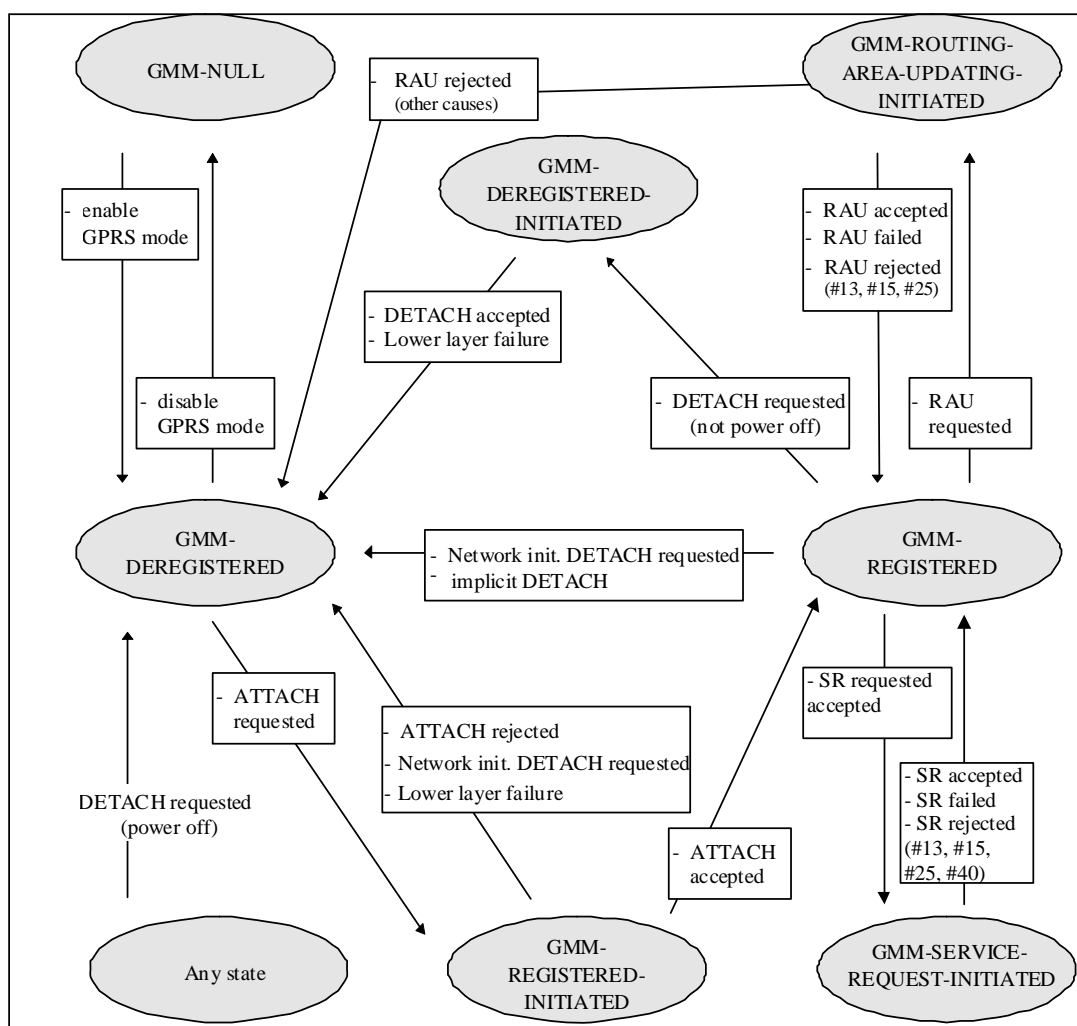 GMM-NULL
GMM-ROUTING-
AREA-UPDATING-
INITIATED
- RAU rejected
(other causes)
GMM-
DEREGISTERED-
INITIATED
- enable
GPRS mode
- RAU accepted
- RAU failed
- RAU rejected
(#13, #15, #25)
- DETACH accepted
- Lower layer failure
- disable
GPRS mode
- DETACH requested
(not power off)
- RAU
requested
GMM-
DEREGISTERED
- Network init. DETACH requested
- implicit DETACH
GMM-
REGISTERED
- ATTACH
requested
- ATTACH rejected
- Network init. DETACH requested
- Lower layer failure
- SR requested
accepted
DETACH requested
(power off)
- ATTACH
accepted
- SR accepted
- SR failed
- SR rejected
(#13, #15,
#25, #40)
Any state
GMM-
REGISTERED-
INITIATED
GMM-SERVICE-
REQUEST-INITIATED